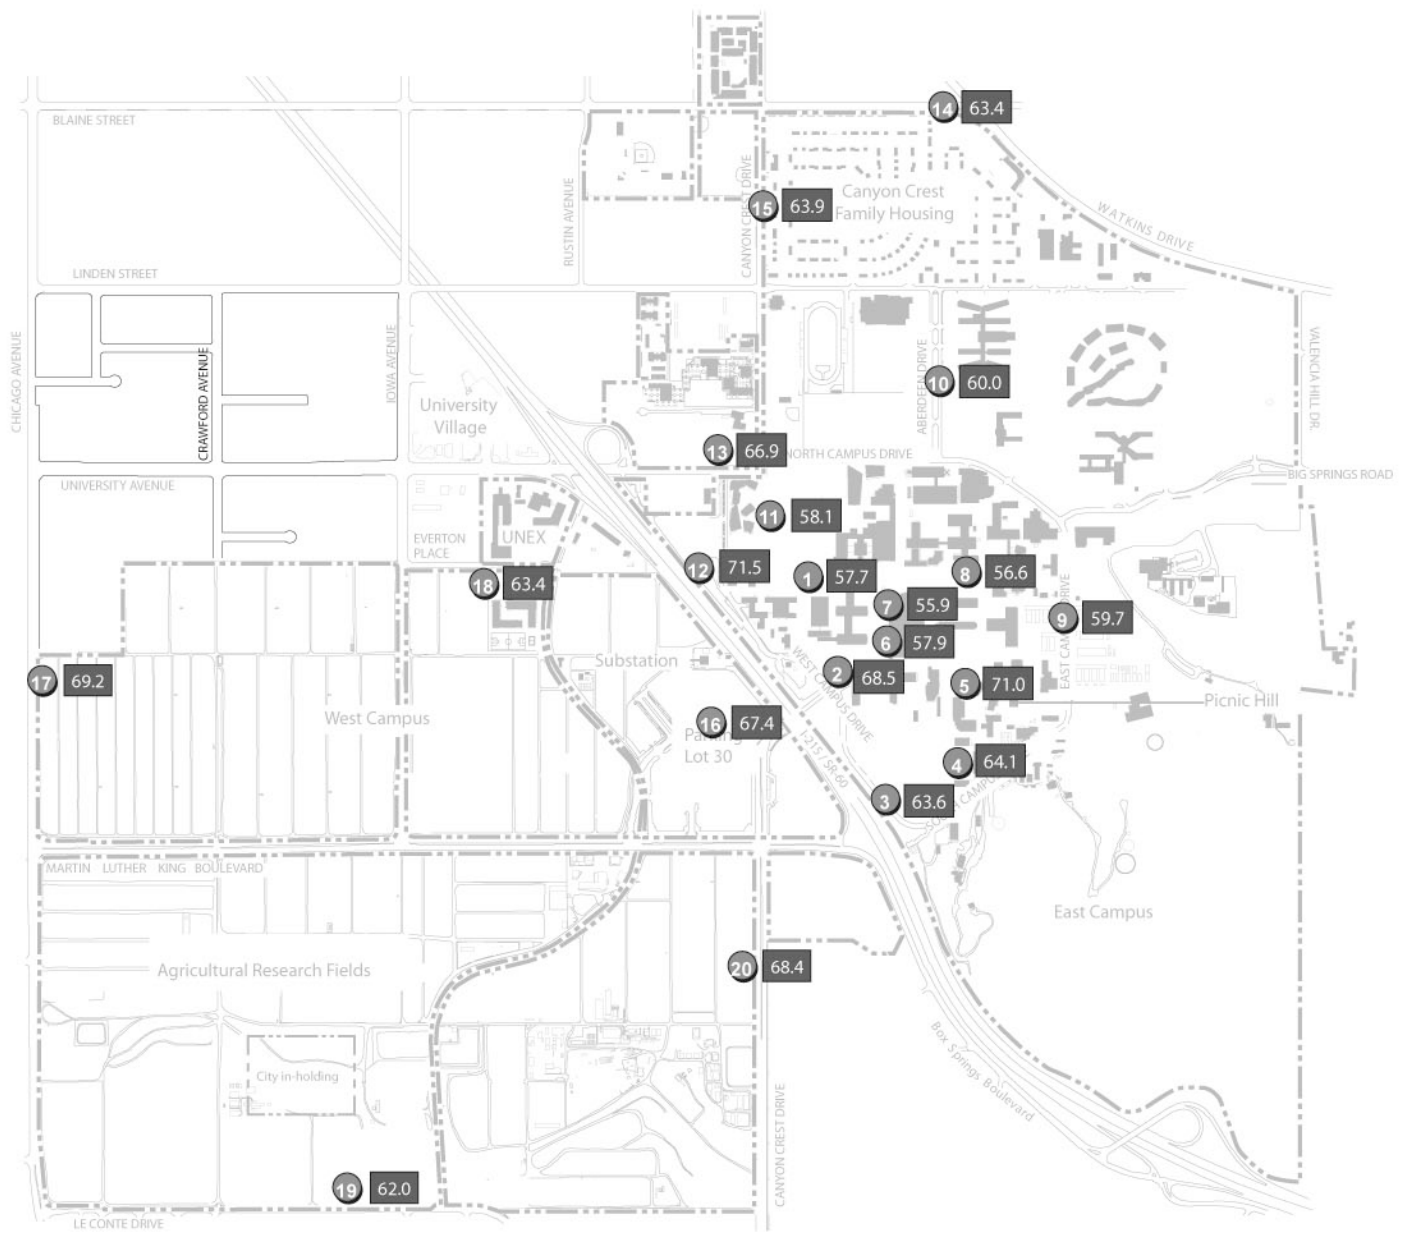 BLAINE STREET
14 63.4
CANYON CREST DRIVE
RUSTIN AVENUE
15 63.9
Canyon Crest
Family Housing
WATKINS DRIVE
LINDEN STREET
CHICAGO AVENUE
CRAWFORD AVENUE
IOWA AVENUE
ABERDEEN DRIVE
VALENCIA HILL DR.
10 60.0
University
Village
13 66.9
NORTH CAMPUS DRIVE
BIG SPRINGS ROAD
UNIVERSITY AVENUE
11 58.1
EVERTON
PLACE
UNEX
12 71.5
1 57.7
8 56.6
18 63.4
7 55.9
9 59.7
EAST CAMPUS DRIVE
6 57.9
Substation
WEST CAMPUS DRIVE
2 68.5
17 69.2
5 71.0
Picnic Hill
West Campus
16 67.4
Parking
Lot 30
I-215 / SR-60
4 64.1
3 63.6
CAMPUS
MARTIN LUTHER KING BOULEVARD
East Campus
Agricultural Research Fields
20 68.4
Box Springs Boulevard
City in-holding
CANYON CREST DRIVE
19 62.0
LE CONTE DRIVE